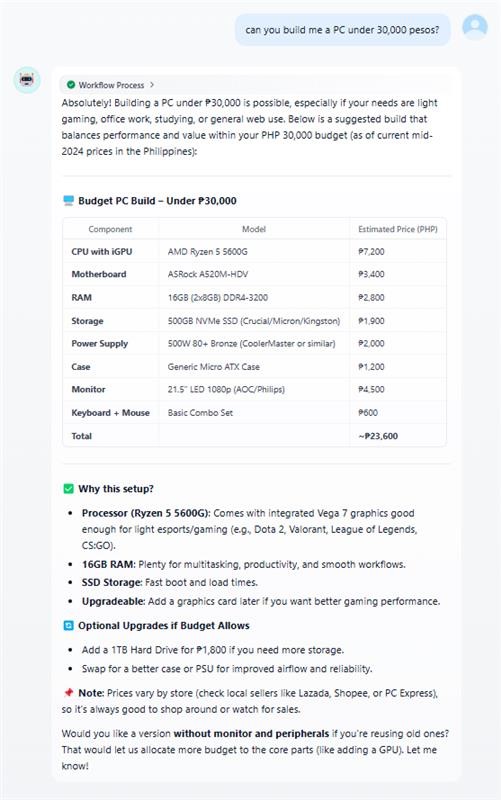 can you build me a PC under 30,000 pesos?
Workflow Process >
Absolutely! Building a PC under ₱30,000 is possible, especially if your needs are light
gaming, office work, studying, or general web use. Below is a suggested build that
balances performance and value within your PHP 30,000 budget (as of current mid-
2024 prices in the Philippines):
Budget PC Build – Under ₱30,000
Component Model Estimated Price (PHP)
CPU with iGPU AMD Ryzen 5 5600G ₱7,200
Motherboard ASRock A520M-HDV ₱3,400
RAM 16GB (2x8GB) DDR4-3200 ₱2,800
Storage 500GB NVMe SSD (Crucial/Micron/Kingston) ₱1,900
Power Supply 500W 80+ Bronze (CoolerMaster or similar) ₱2,000
Case Generic Micro ATX Case ₱1,200
Monitor 21.5" LED 1080p (AOC/Philips) ₱4,500
Keyboard + Mouse Basic Combo Set ₱600
Total ~₱23,600
Why this setup?
• Processor (Ryzen 5 5600G): Comes with integrated Vega 7 graphics good
enough for light esports/gaming (e.g., Dota 2, Valorant, League of Legends,
CS:GO).
• 16GB RAM: Plenty for multitasking, productivity, and smooth workflows.
• SSD Storage: Fast boot and load times.
• Upgradeable: Add a graphics card later if you want better gaming performance.
Optional Upgrades if Budget Allows
• Add a 1TB Hard Drive for ₱1,800 if you need more storage.
• Swap for a better case or PSU for improved airflow and reliability.
Note: Prices vary by store (check local sellers like Lazada, Shopee, or PC Express),
so it's always good to shop around or watch for sales.
Would you like a version without monitor and peripherals if you're reusing old ones?
That would let us allocate more budget to the core parts (like adding a GPU). Let me
know!